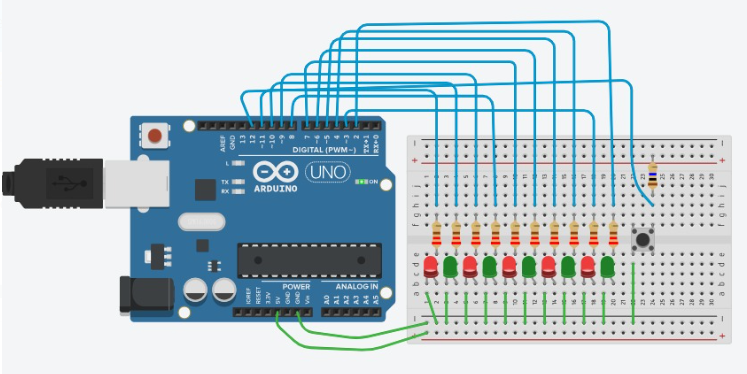 AREF
GND
13
12
~11
~10
~9
8
7
~6
~5
4
~3
2
TX→1
RX←0
DIGITAL (PWM~)
L
TX
RX
UNO
ARDUINO
ON
IOREF
RESET
3.3V
5V
GND
GND
Vin
POWER
A0
A1
A2
A3
A4
A5
ANALOG IN
a b c d e
f g h i j